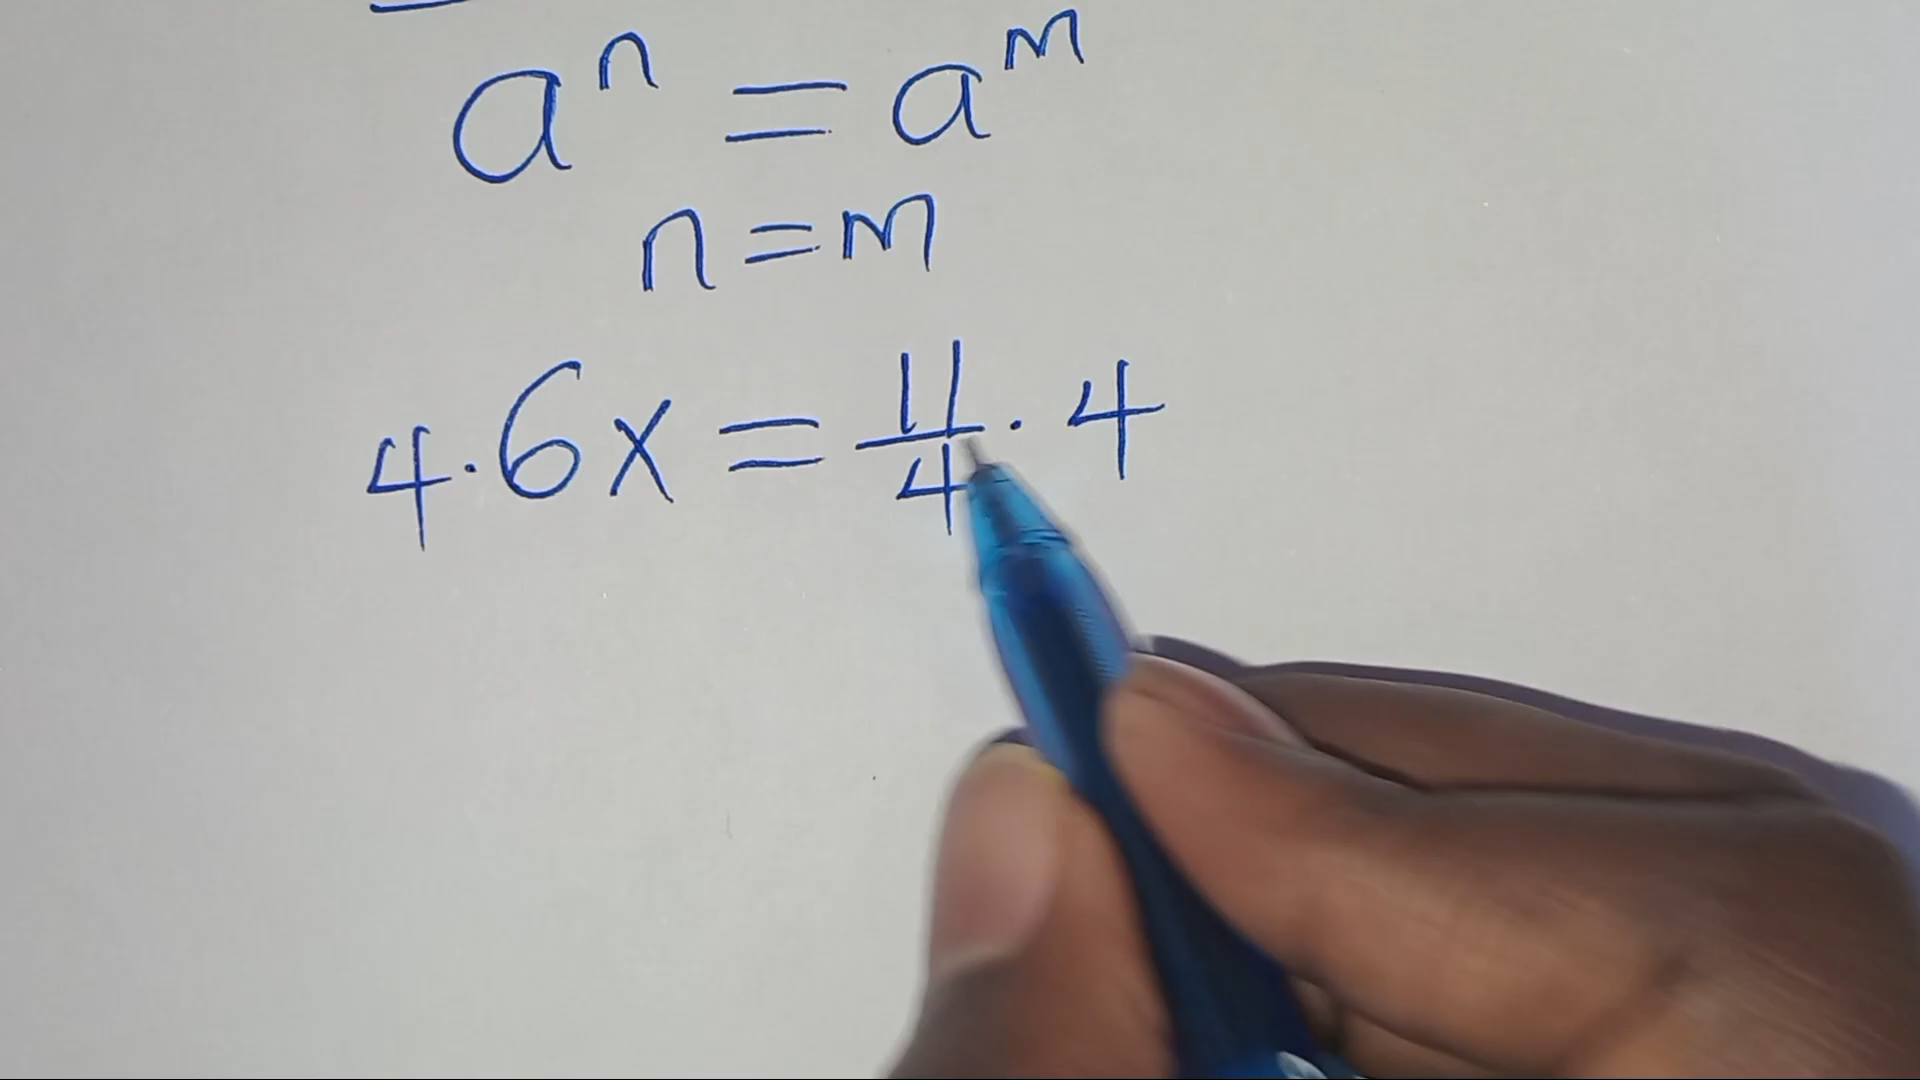 aⁿ = aᵐ
n = m
4 · 6x = 11/4 · 4